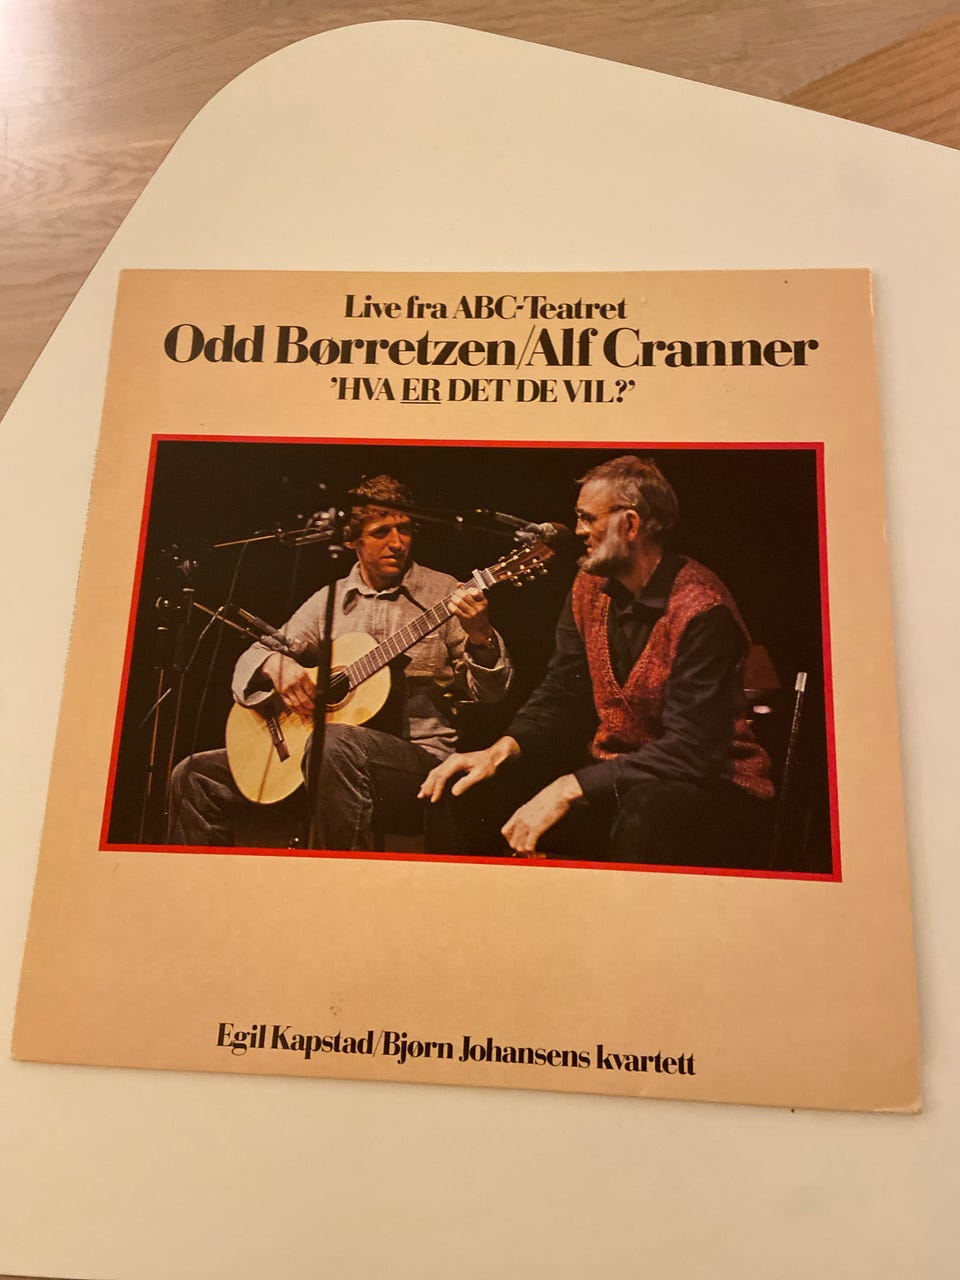 Live fra ABC-Teatret
Odd Børretzen/Alf Cranner
'HVA ER DET DE VIL?'
Egil Kapstad/Bjørn Johansens kvartett